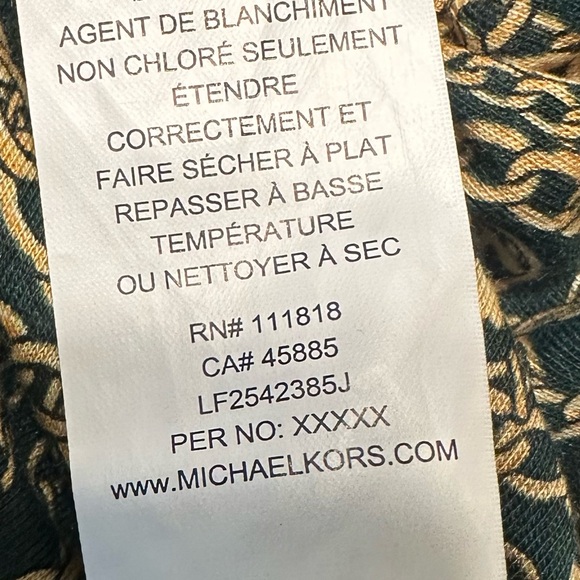 AGENT DE BLANCHIMENT
NON CHLORÉ SEULEMENT
ÉTENDRE
CORRECTEMENT ET
FAIRE SÉCHER À PLAT
REPASSER À BASSE
TEMPÉRATURE
OU NETTOYER À SEC
RN# 111818
CA# 45885
LF2542385J
PER NO: XXXXX
www.MICHAELKORS.COM